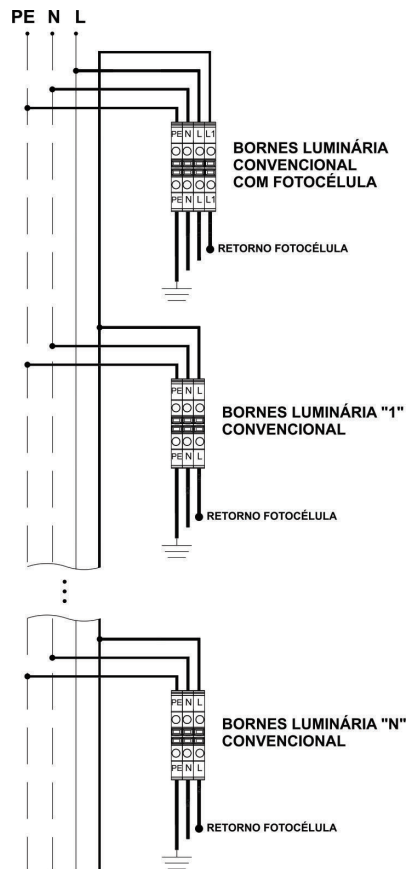 PE N L
PE N L L1
BORNES LUMINÁRIA
CONVENCIONAL
COM FOTOCÉLULA
PE N L L1
RETORNO FOTOCÉLULA
PE N L
BORNES LUMINÁRIA "1"
CONVENCIONAL
PE N L
RETORNO FOTOCÉLULA
PE N L
BORNES LUMINÁRIA "N"
CONVENCIONAL
PE N L
RETORNO FOTOCÉLULA